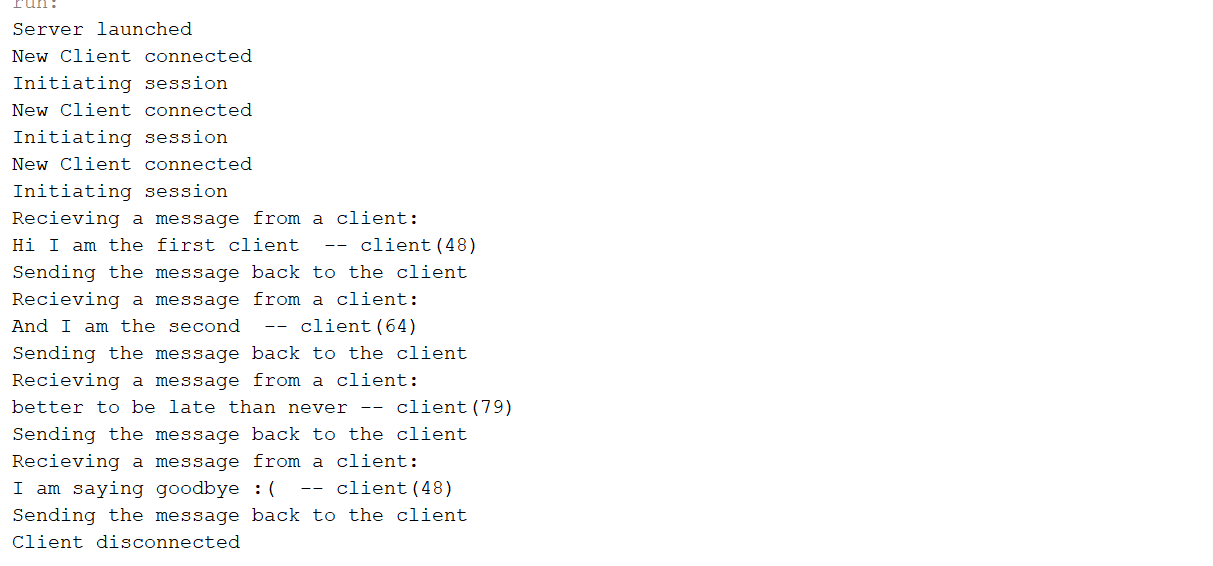 run:
Server launched
New Client connected
Initiating session
New Client connected
Initiating session
New Client connected
Initiating session
Recieving a message from a client:
Hi I am the first client  -- client(48)
Sending the message back to the client
Recieving a message from a client:
And I am the second  -- client(64)
Sending the message back to the client
Recieving a message from a client:
better to be late than never -- client(79)
Sending the message back to the client
Recieving a message from a client:
I am saying goodbye :(  -- client(48)
Sending the message back to the client
Client disconnected